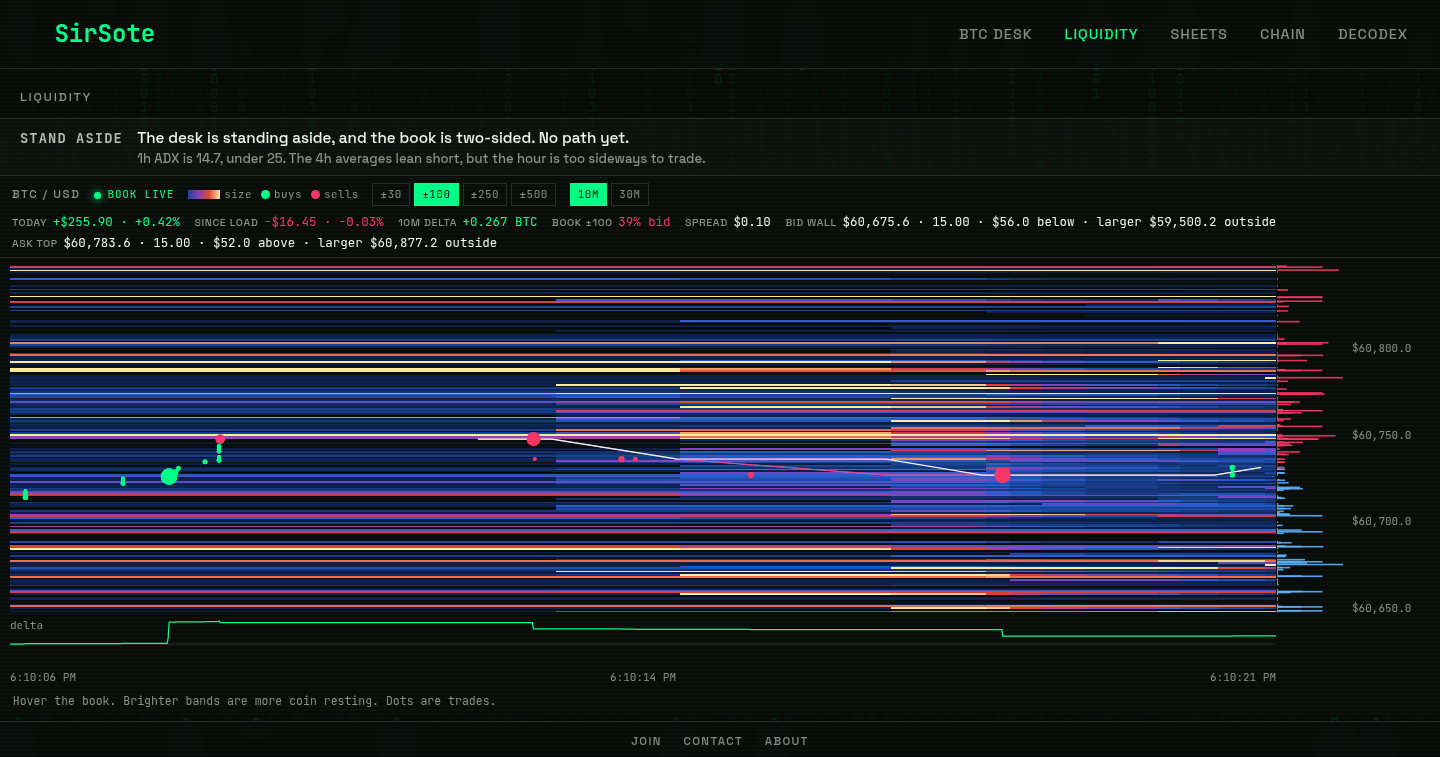 SirSote
BTC DESK LIQUIDITY SHEETS CHAIN DECODEX
LIQUIDITY
STAND ASIDE The desk is standing aside, and the book is two-sided. No path yet.
1h ADX is 14.7, under 25. The 4h averages lean short, but the hour is too sideways to trade.
BTC / USD BOOK LIVE size buys sells ±30 ±100 ±250 ±500 10M 30M
TODAY +$255.90 · +0.42% SINCE LOAD -$16.45 · -0.03% 10M DELTA +0.267 BTC BOOK ±100 39% bid SPREAD $0.10 BID WALL $60,675.6 · 15.00 · $56.0 below · larger $59,500.2 outside
ASK TOP $60,783.6 · 15.00 · $52.0 above · larger $60,877.2 outside
$60,800.0
$60,750.0
$60,700.0
$60,650.0
delta
6:10:06 PM 6:10:14 PM 6:10:21 PM
Hover the book. Brighter bands are more coin resting. Dots are trades.
JOIN CONTACT ABOUT